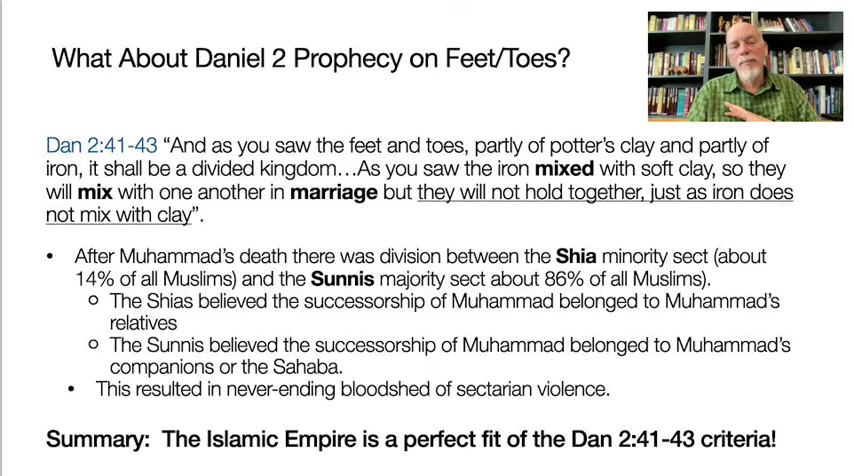 What About Daniel 2 Prophecy on Feet/Toes?
Dan 2:41-43 “And as you saw the feet and toes, partly of potter’s clay and partly of
iron, it shall be a divided kingdom…As you saw the iron mixed with soft clay, so they
will mix with one another in marriage but they will not hold together, just as iron does
not mix with clay”.
• After Muhammad’s death there was division between the Shia minority sect (about
14% of all Muslims) and the Sunnis majority sect about 86% of all Muslims).
o The Shias believed the successorship of Muhammad belonged to Muhammad’s
relatives
o The Sunnis believed the successorship of Muhammad belonged to Muhammad’s
companions or the Sahaba.
• This resulted in never-ending bloodshed of sectarian violence.
Summary: The Islamic Empire is a perfect fit of the Dan 2:41-43 criteria!